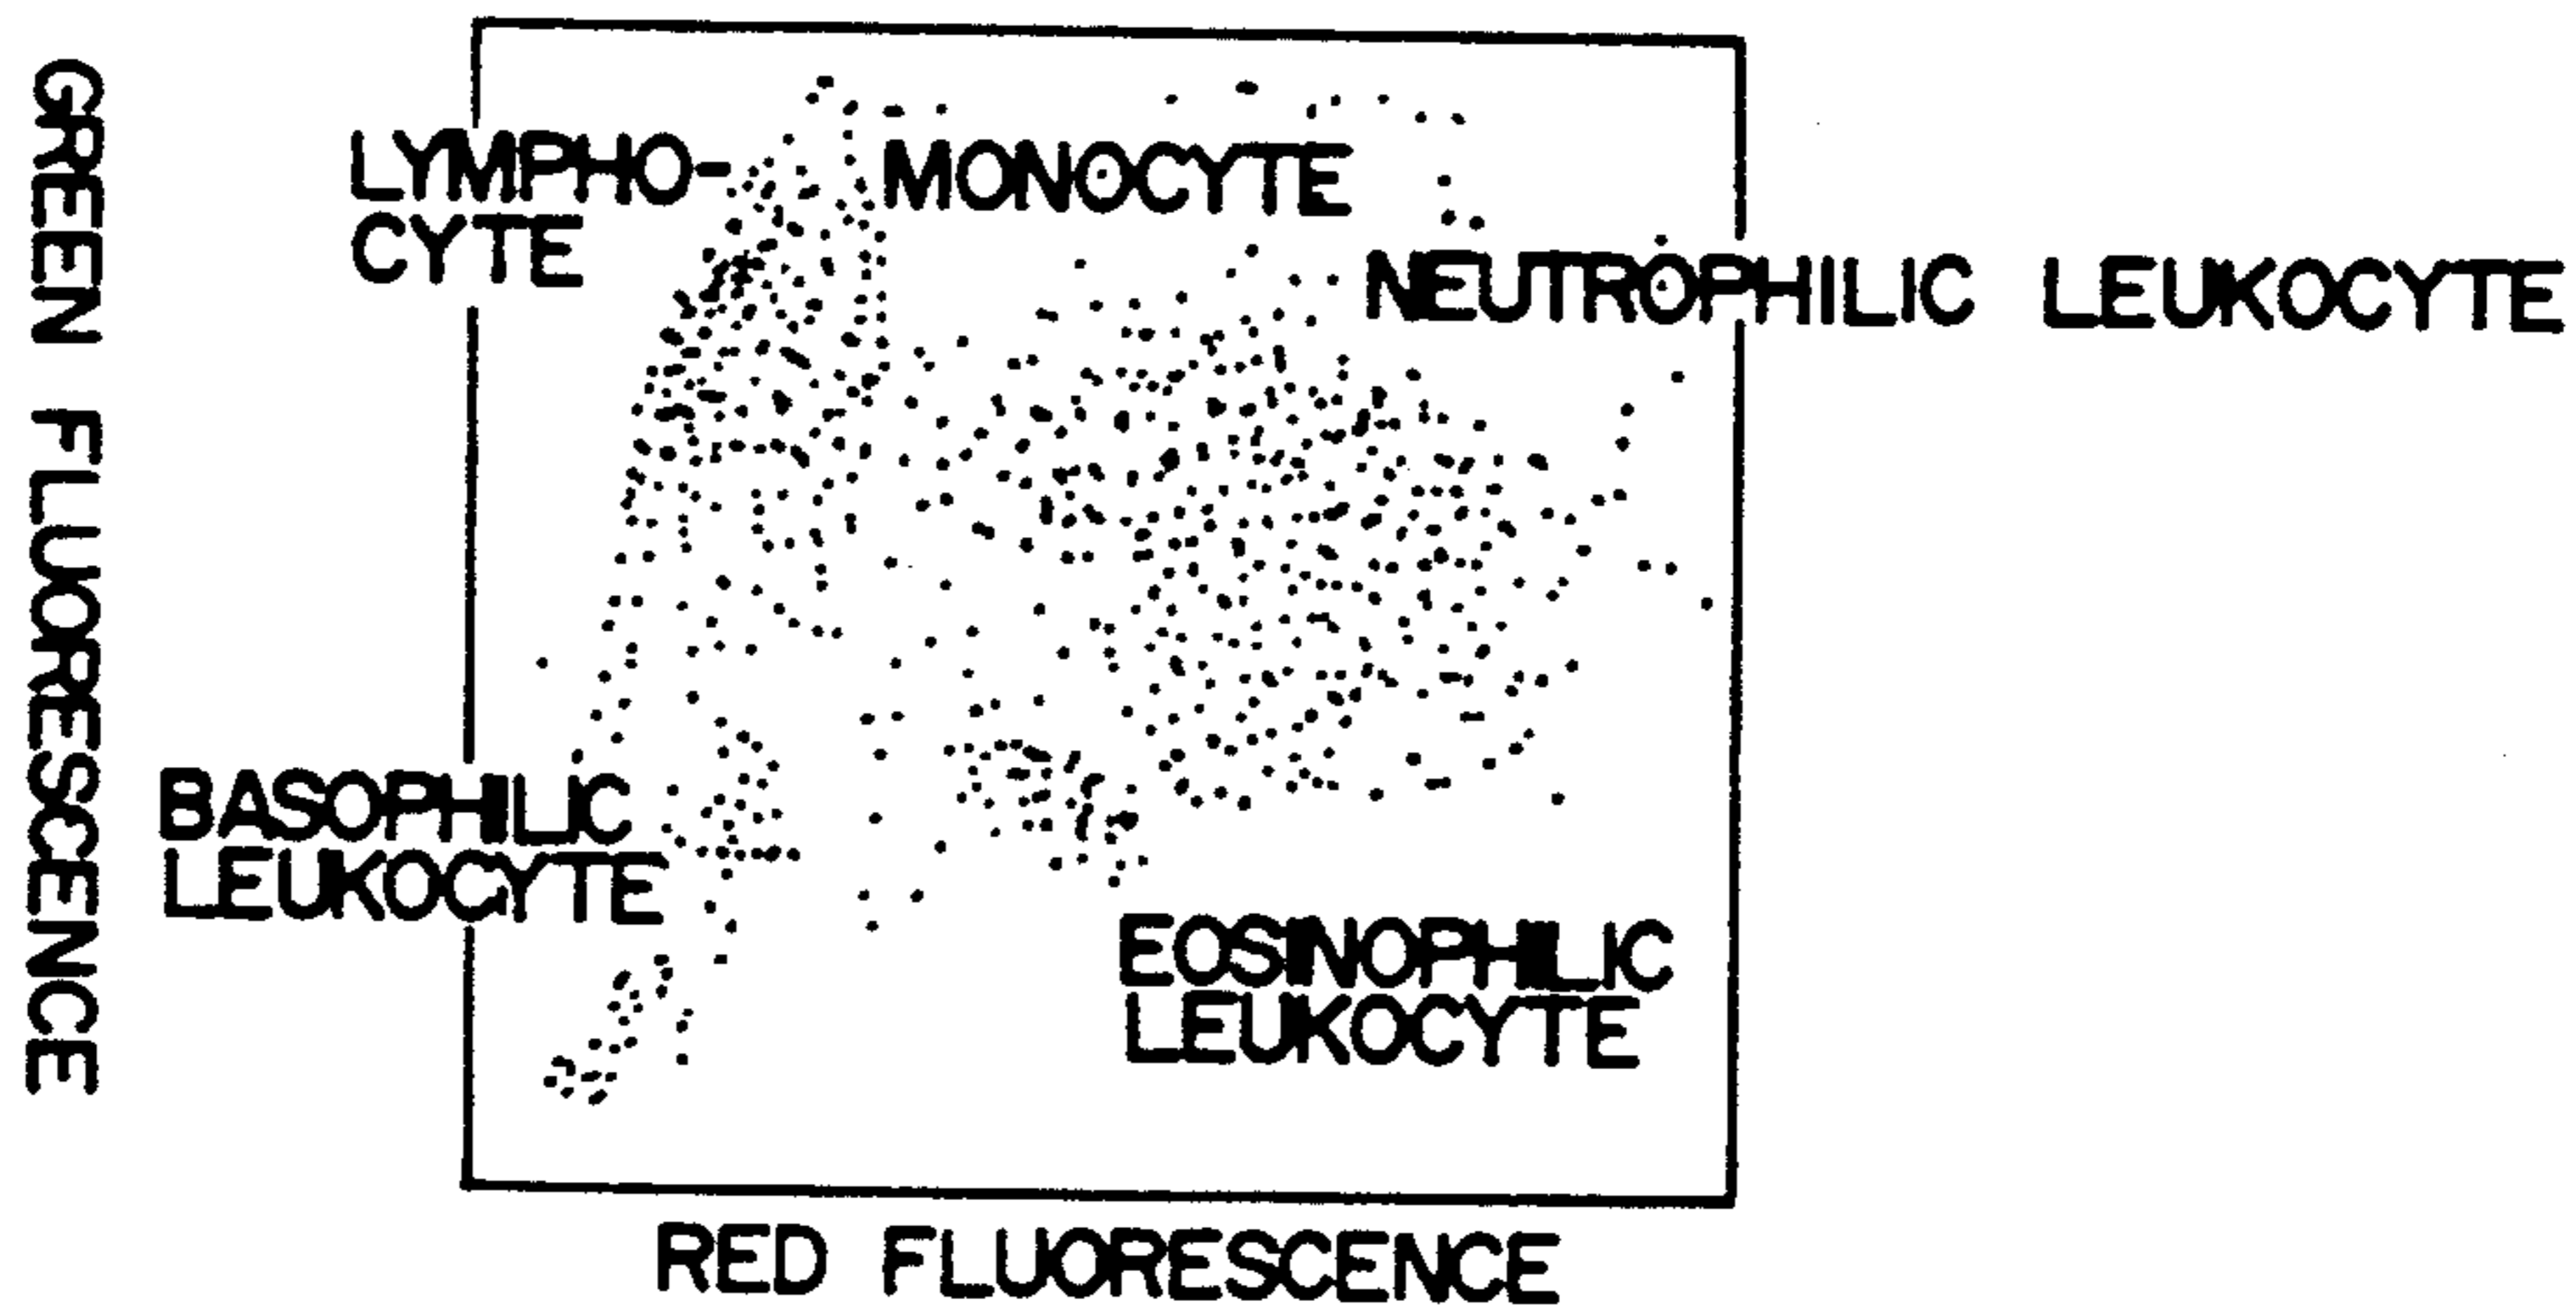 GREEN FLUORESCENCE
LYMPHO-
CYTE
MONOCYTE
NEUTROPHILIC LEUKOCYTE
BASOPHILIC
LEUKOCYTE
EOSINOPHILIC
LEUKOCYTE
RED FLUORESCENCE